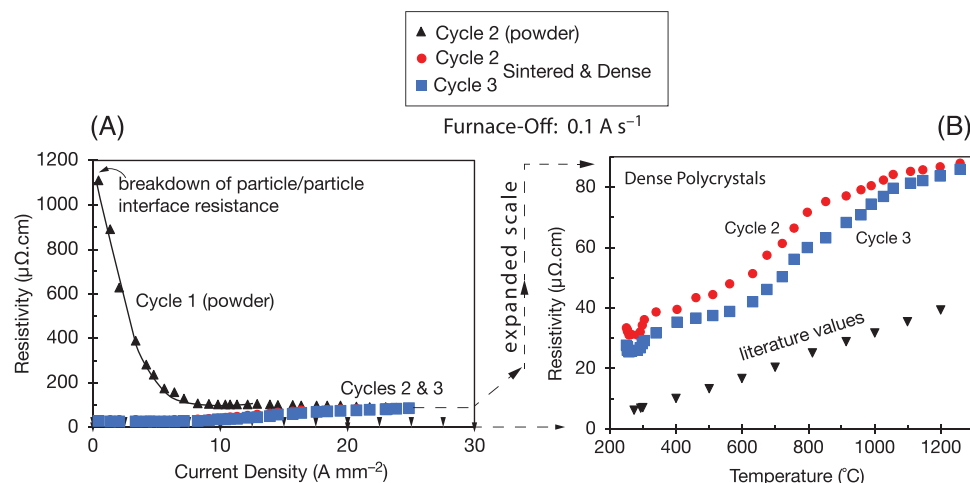 Cycle 2 (powder)
Cycle 2
Sintered & Dense
Cycle 3
Furnace-Off: 0.1 A s⁻¹
(A)
Resistivity (μΩ.cm)
1200
1000
800
600
400
200
0
breakdown of particle/particle
interface resistance
Cycle 1 (powder)
Cycles 2 & 3
0
10
20
30
Current Density (A mm⁻²)
expanded scale
(B)
Resistivity (μΩ.cm)
80
60
40
20
0
Dense Polycrystals
Cycle 2
Cycle 3
literature values
200
400
600
800
1000
1200
Temperature (°C)